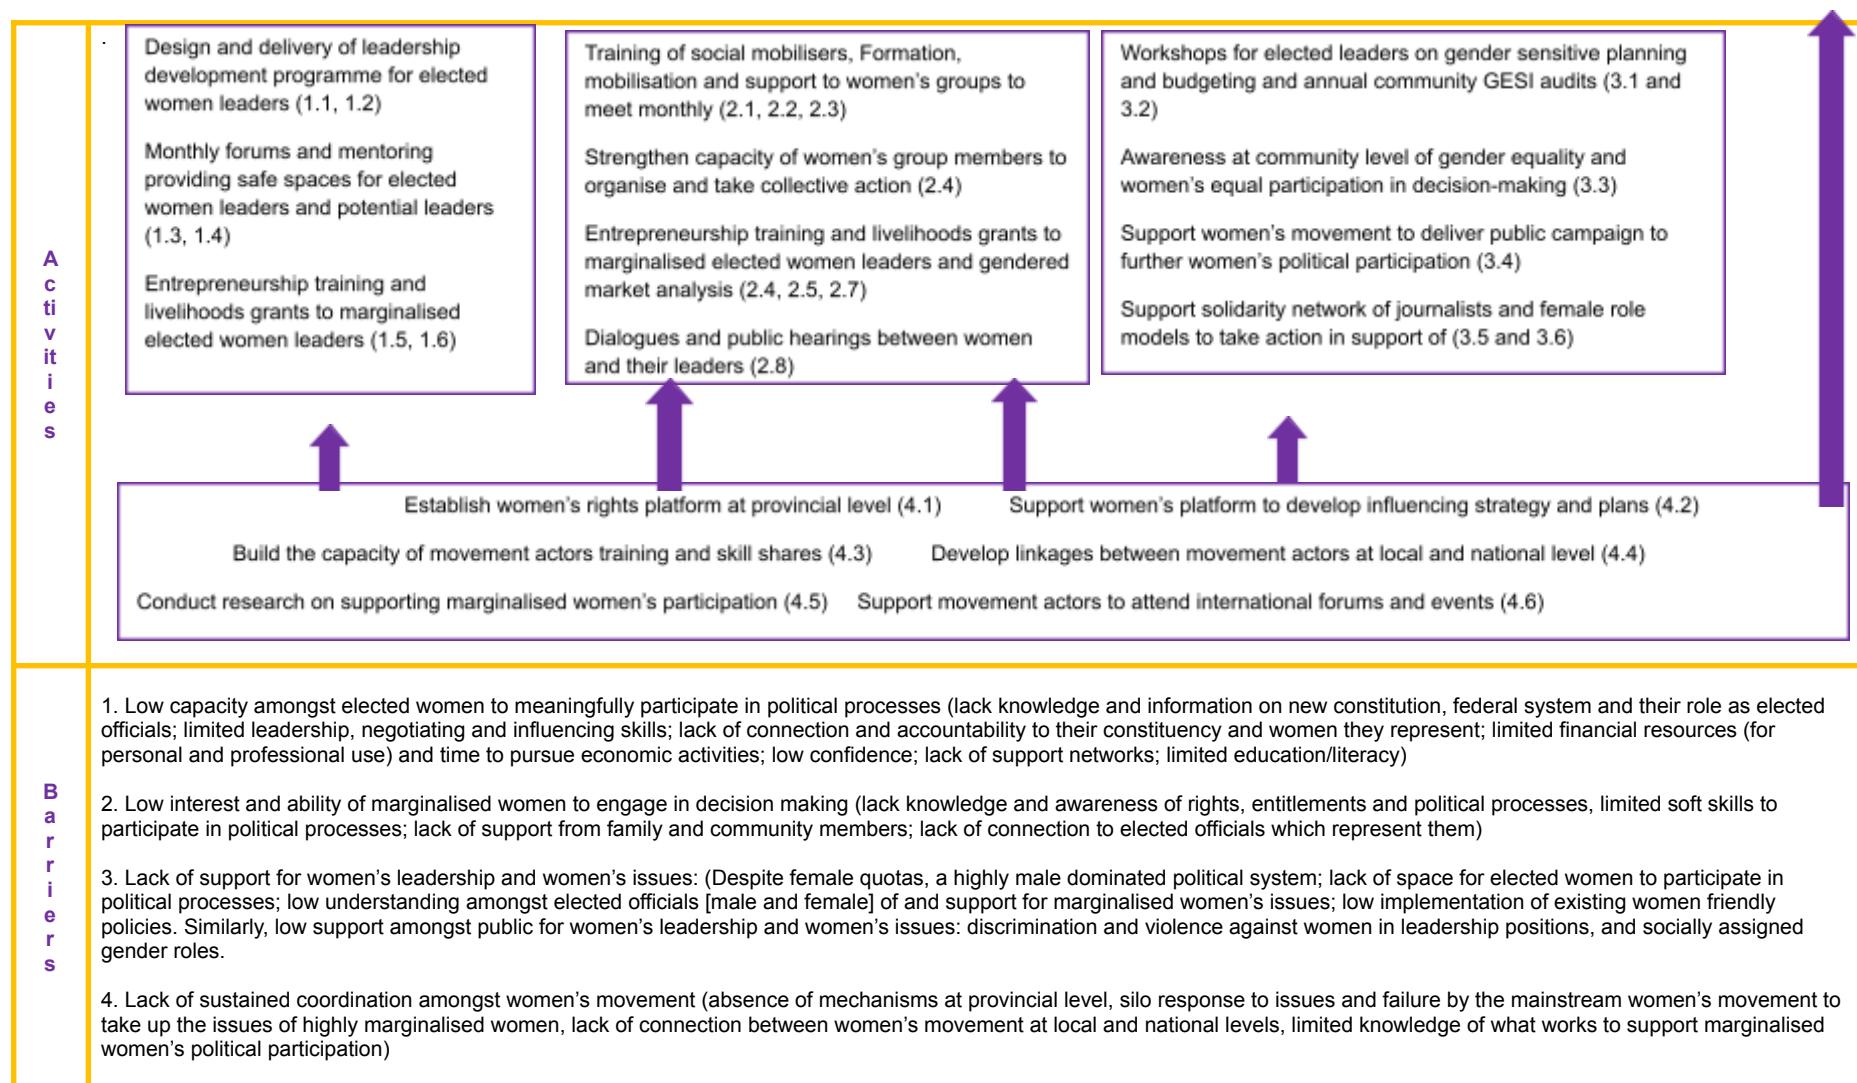 A
c
ti
v
it
i
e
s
.
Design and delivery of leadership
development programme for elected
women leaders (1.1, 1.2)
Monthly forums and mentoring
providing safe spaces for elected
women leaders and potential leaders
(1.3, 1.4)
Entrepreneurship training and
livelihoods grants to marginalised
elected women leaders (1.5, 1.6)
Training of social mobilisers, Formation,
mobilisation and support to women's groups to
meet monthly (2.1, 2.2, 2.3)
Strengthen capacity of women's group members to
organise and take collective action (2.4)
Entrepreneurship training and livelihoods grants to
marginalised elected women leaders and gendered
market analysis (2.4, 2.5, 2.7)
Dialogues and public hearings between women
and their leaders (2.8)
Workshops for elected leaders on gender sensitive planning
and budgeting and annual community GESI audits (3.1 and
3.2)
Awareness at community level of gender equality and
women's equal participation in decision-making (3.3)
Support women's movement to deliver public campaign to
further women's political participation (3.4)
Support solidarity network of journalists and female role
models to take action in support of (3.5 and 3.6)
Establish women's rights platform at provincial level (4.1) Support women's platform to develop influencing strategy and plans (4.2)
Build the capacity of movement actors training and skill shares (4.3) Develop linkages between movement actors at local and national level (4.4)
Conduct research on supporting marginalised women's participation (4.5) Support movement actors to attend international forums and events (4.6)
B
a
r
r
i
e
r
s
1. Low capacity amongst elected women to meaningfully participate in political processes (lack knowledge and information on new constitution, federal system and their role as elected
officials; limited leadership, negotiating and influencing skills; lack of connection and accountability to their constituency and women they represent; limited financial resources (for
personal and professional use) and time to pursue economic activities; low confidence; lack of support networks; limited education/literacy)
2. Low interest and ability of marginalised women to engage in decision making (lack knowledge and awareness of rights, entitlements and political processes, limited soft skills to
participate in political processes; lack of support from family and community members; lack of connection to elected officials which represent them)
3. Lack of support for women's leadership and women's issues: (Despite female quotas, a highly male dominated political system; lack of space for elected women to participate in
political processes; low understanding amongst elected officials [male and female] of and support for marginalised women's issues; low implementation of existing women friendly
policies. Similarly, low support amongst public for women's leadership and women's issues: discrimination and violence against women in leadership positions, and socially assigned
gender roles.
4. Lack of sustained coordination amongst women's movement (absence of mechanisms at provincial level, silo response to issues and failure by the mainstream women's movement to
take up the issues of highly marginalised women, lack of connection between women's movement at local and national levels, limited knowledge of what works to support marginalised
women's political participation)